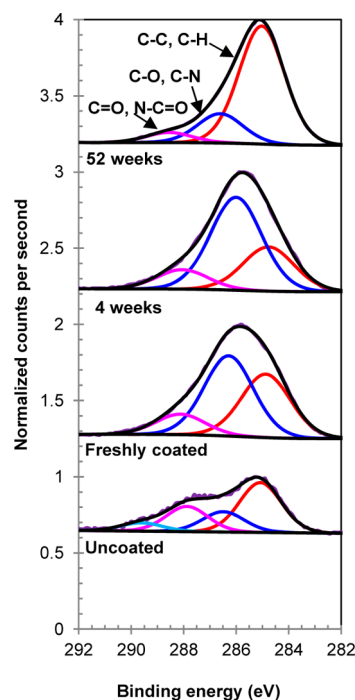 4
C-C, C-H
C-O, C-N
3.5
C=O, N-C=O
52 weeks
3
2.5
4 weeks
2
1.5
Freshly coated
1
0.5
Uncoated
0
292 290 288 286 284 282
Binding energy (eV)
Normalized counts per second